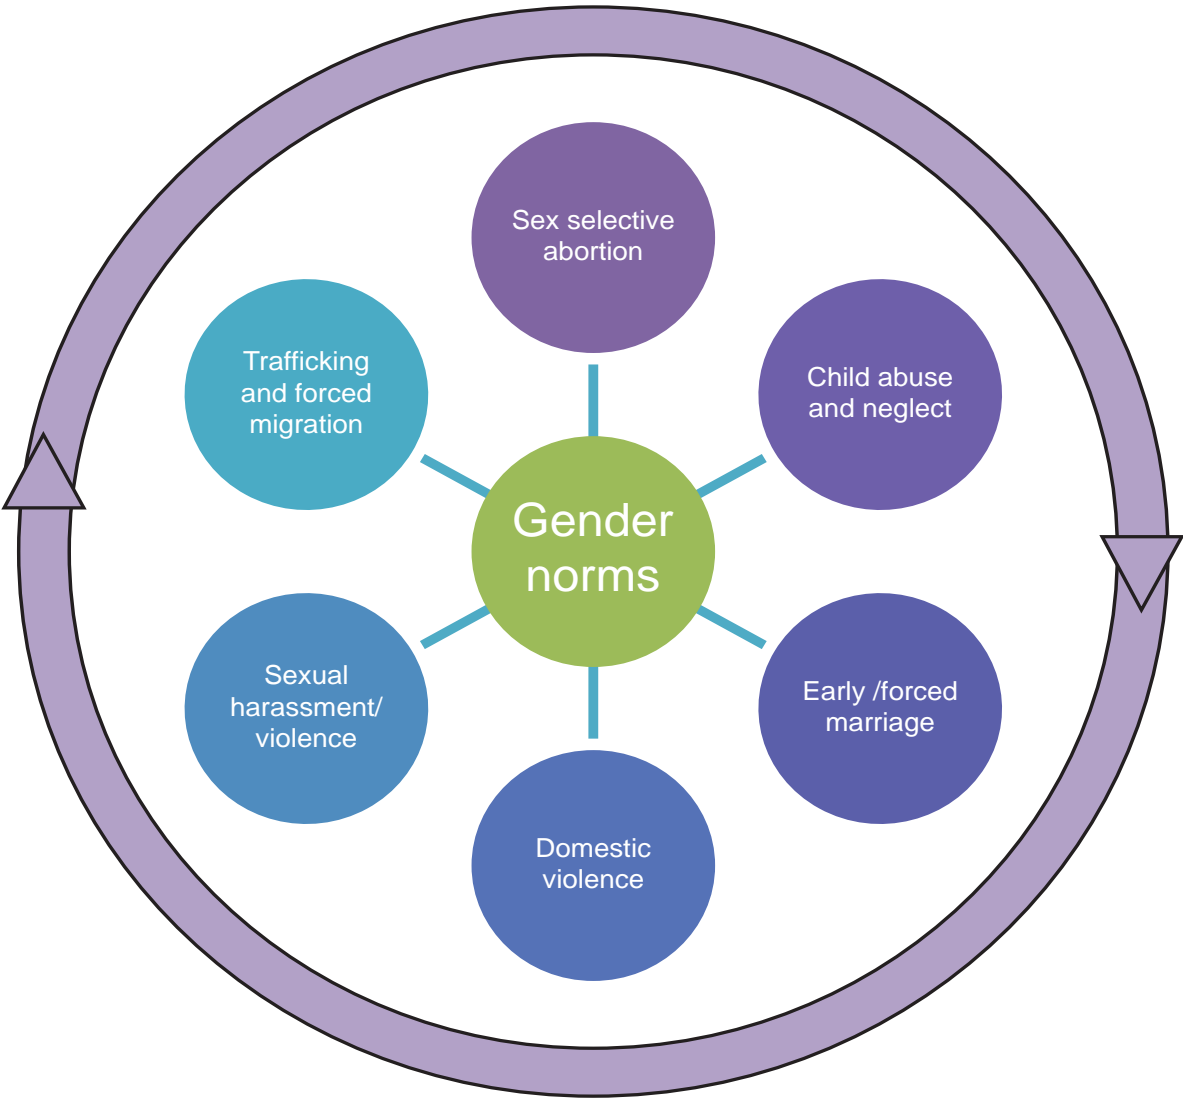 Sex selective
abortion
Child abuse
and neglect
Early /forced
marriage
Domestic
violence
Sexual
harassment/
violence
Trafficking
and forced
migration
Gender
norms